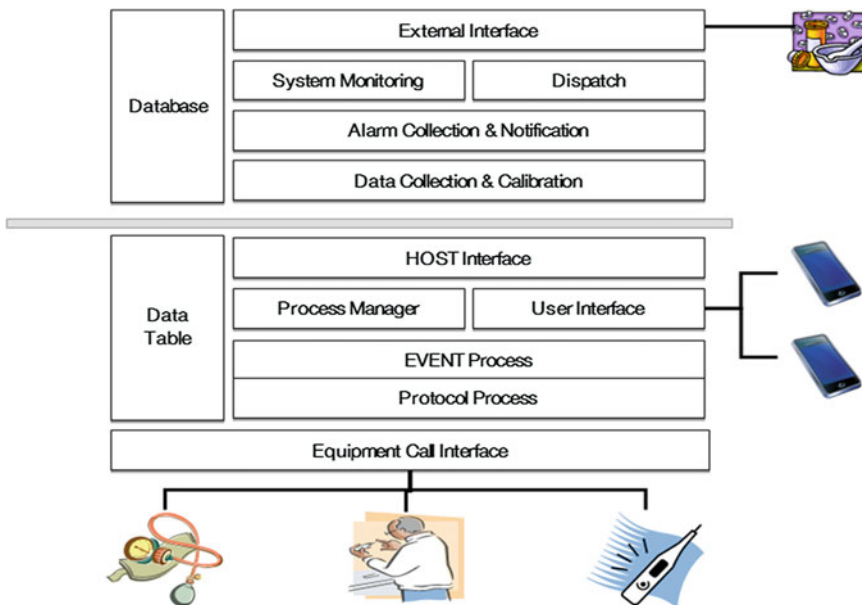 External Interface
Database
System Monitoring
Dispatch
Alarm Collection & Notification
Data Collection & Calibration
Data
Table
HOST Interface
Process Manager
User Interface
EVENT Process
Protocol Process
Equipment Call Interface